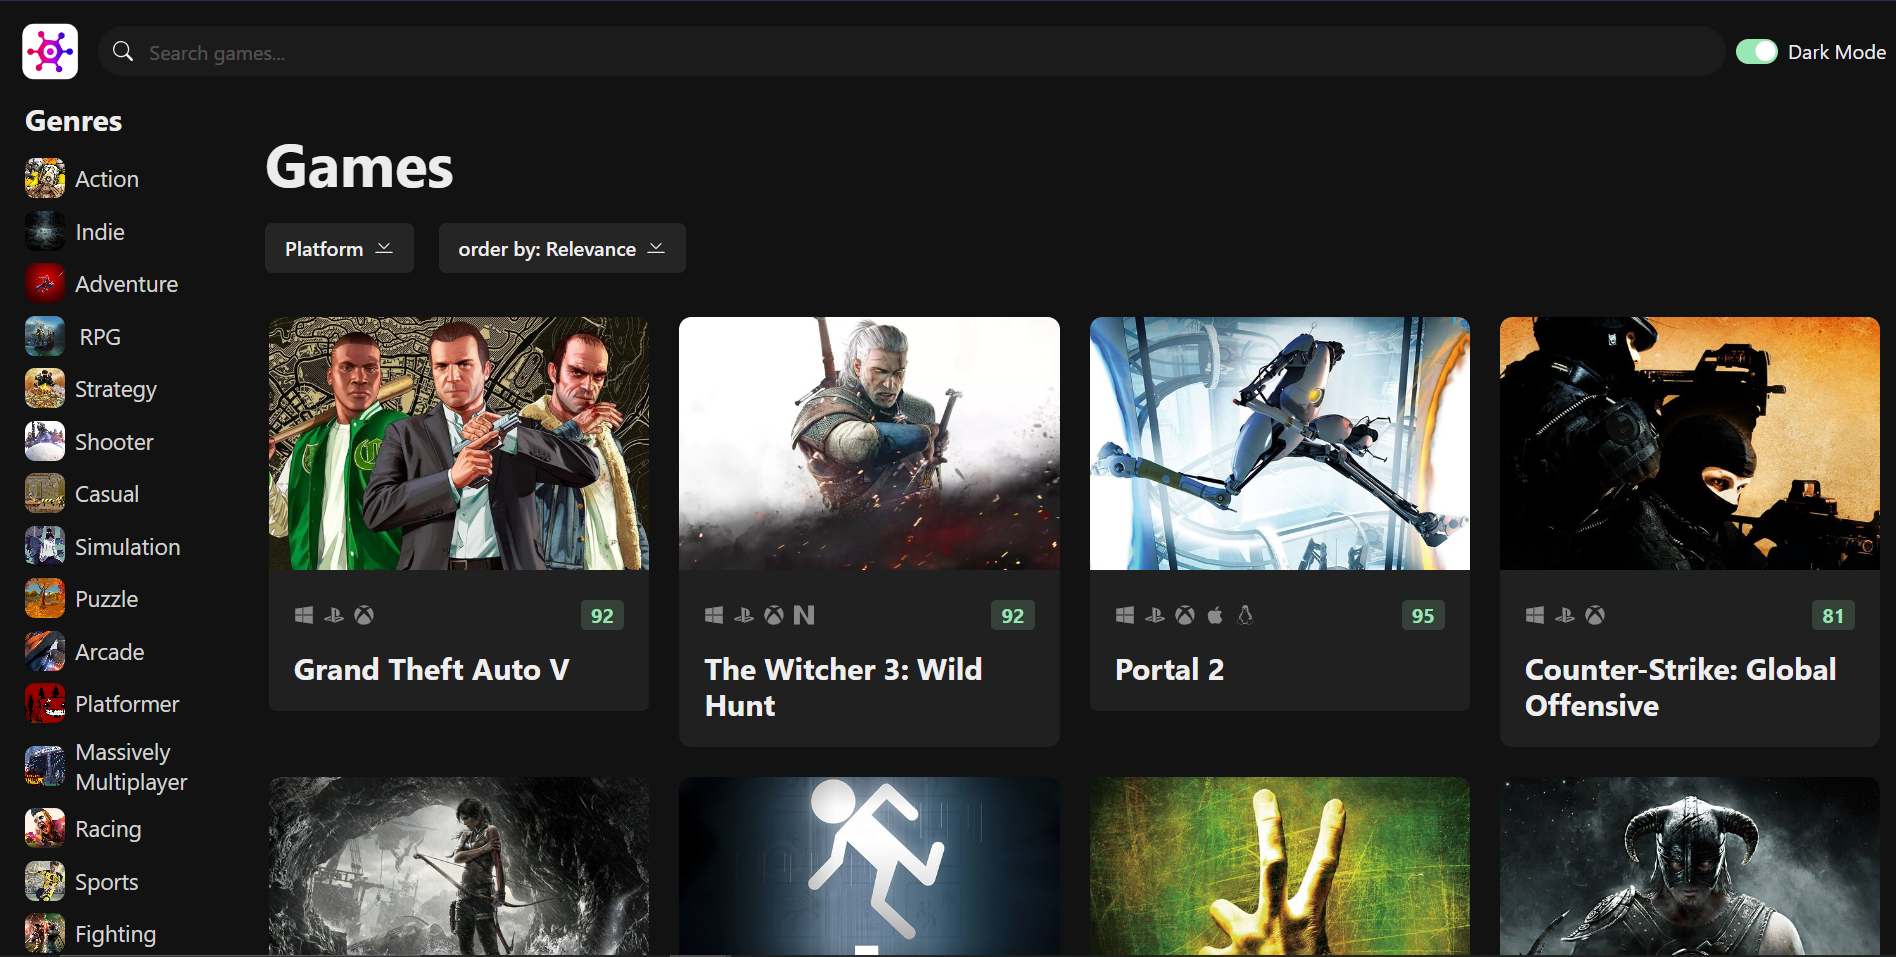 Search games...
Dark Mode
Genres
Action
Indie
Adventure
RPG
Strategy
Shooter
Casual
Simulation
Puzzle
Arcade
Platformer
Massively
Multiplayer
Racing
Sports
Fighting
Games
Platform
order by: Relevance
92
Grand Theft Auto V
92
The Witcher 3: Wild
Hunt
95
Portal 2
81
Counter-Strike: Global
Offensive